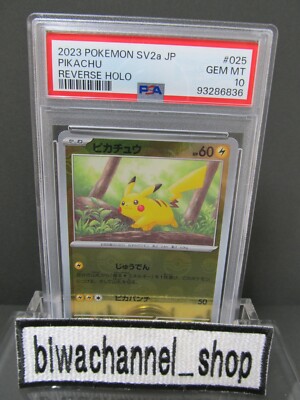 2023 POKEMON SV2a JP #025
PIKACHU GEM MT
REVERSE HOLO PSA 10
93286836
ピカチュウ HP60
じゅうでん
ピカパンチ 50
biwachannel_shop